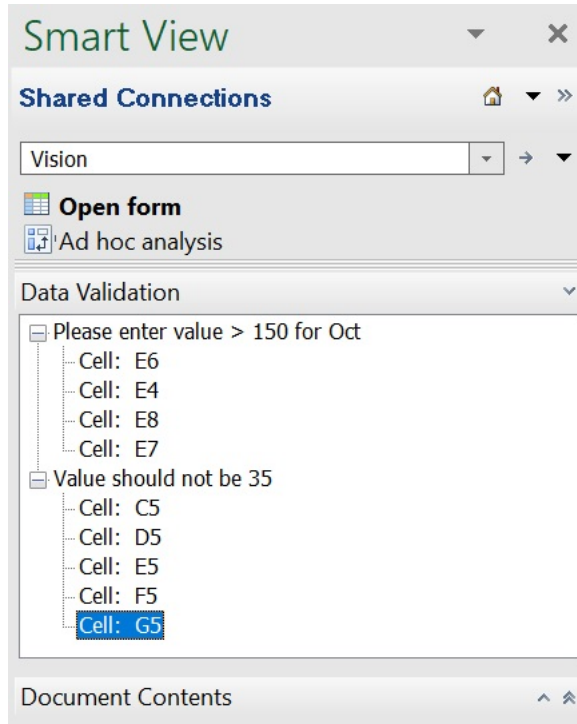 Smart View
Shared Connections
Vision
Open form
Ad hoc analysis
Data Validation
Please enter value > 150 for Oct
Cell: E6
Cell: E4
Cell: E8
Cell: E7
Value should not be 35
Cell: C5
Cell: D5
Cell: E5
Cell: F5
Cell: G5
Document Contents